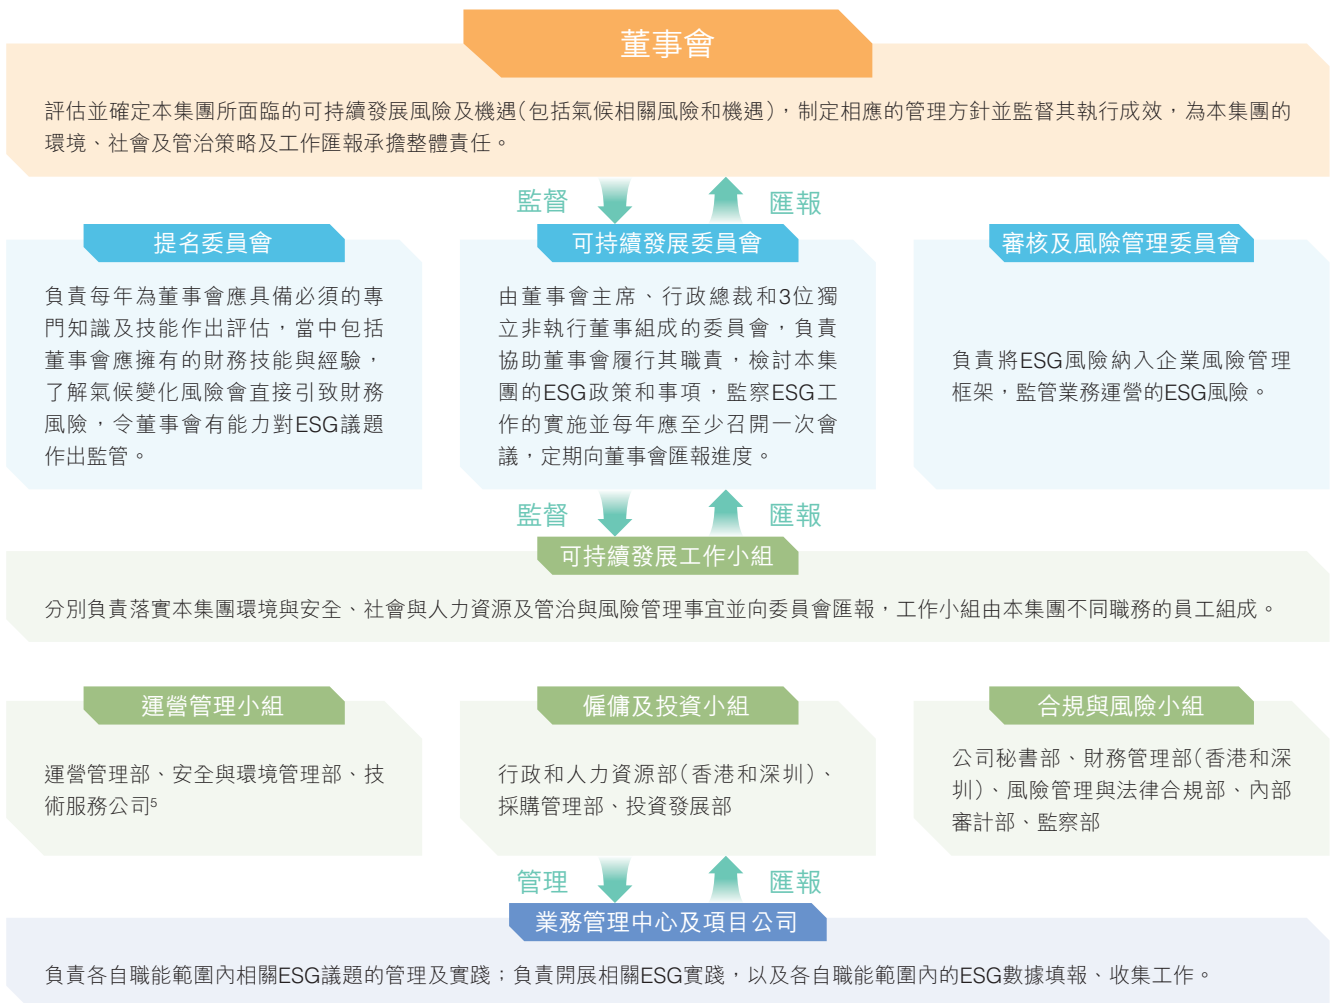 董事會
評估並確定本集團所面臨的可持續發展風險及機遇(包括氣候相關風險和機遇)，制定相應的管理方針並監督其執行成效，為本集團的
環境、社會及管治策略及工作匯報承擔整體責任。
監督
匯報
提名委員會
負責每年為董事會應具備必須的專
門知識及技能作出評估，當中包括
董事會應擁有的財務技能與經驗，
了解氣候變化風險會直接引致財務
風險，令董事會有能力對ESG議題
作出監管。
可持續發展委員會
由董事會主席、行政總裁和3位獨
立非執行董事組成的委員會，負責
協助董事會履行其職責，檢討本集
團的ESG政策和事項，監察ESG工
作的實施並每年應至少召開一次會
議，定期向董事會匯報進度。
審核及風險管理委員會
負責將ESG風險納入企業風險管理
框架，監管業務運營的ESG風險。
監督
匯報
可持續發展工作小組
分別負責落實本集團環境與安全、社會與人力資源及管治與風險管理事宜並向委員會匯報，工作小組由本集團不同職務的員工組成。
運營管理小組
運營管理部、安全與環境管理部、技
術服務公司⁵
僱傭及投資小組
行政和人力資源部(香港和深圳)、
採購管理部、投資發展部
合規與風險小組
公司秘書部、財務管理部(香港和深
圳)、風險管理與法律合規部、內部
審計部、監察部
管理
匯報
業務管理中心及項目公司
負責各自職能範圍內相關ESG議題的管理及實踐；負責開展相關ESG實踐，以及各自職能範圍內的ESG數據填報、收集工作。